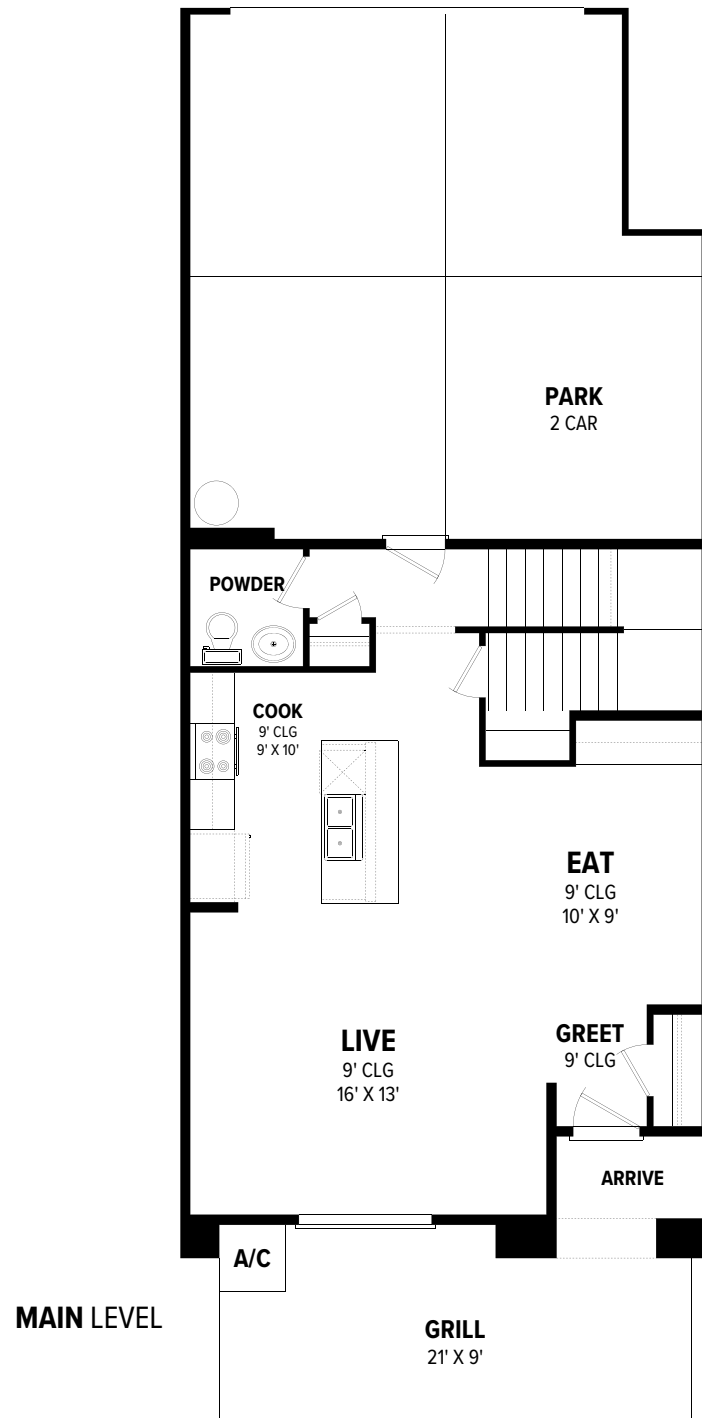 PARK
2 CAR
POWDER
COOK
9' CLG
9' X 10'
EAT
9' CLG
10' X 9'
LIVE
9' CLG
16' X 13'
GREET
9' CLG
ARRIVE
A/C
MAIN LEVEL
GRILL
21' X 9'